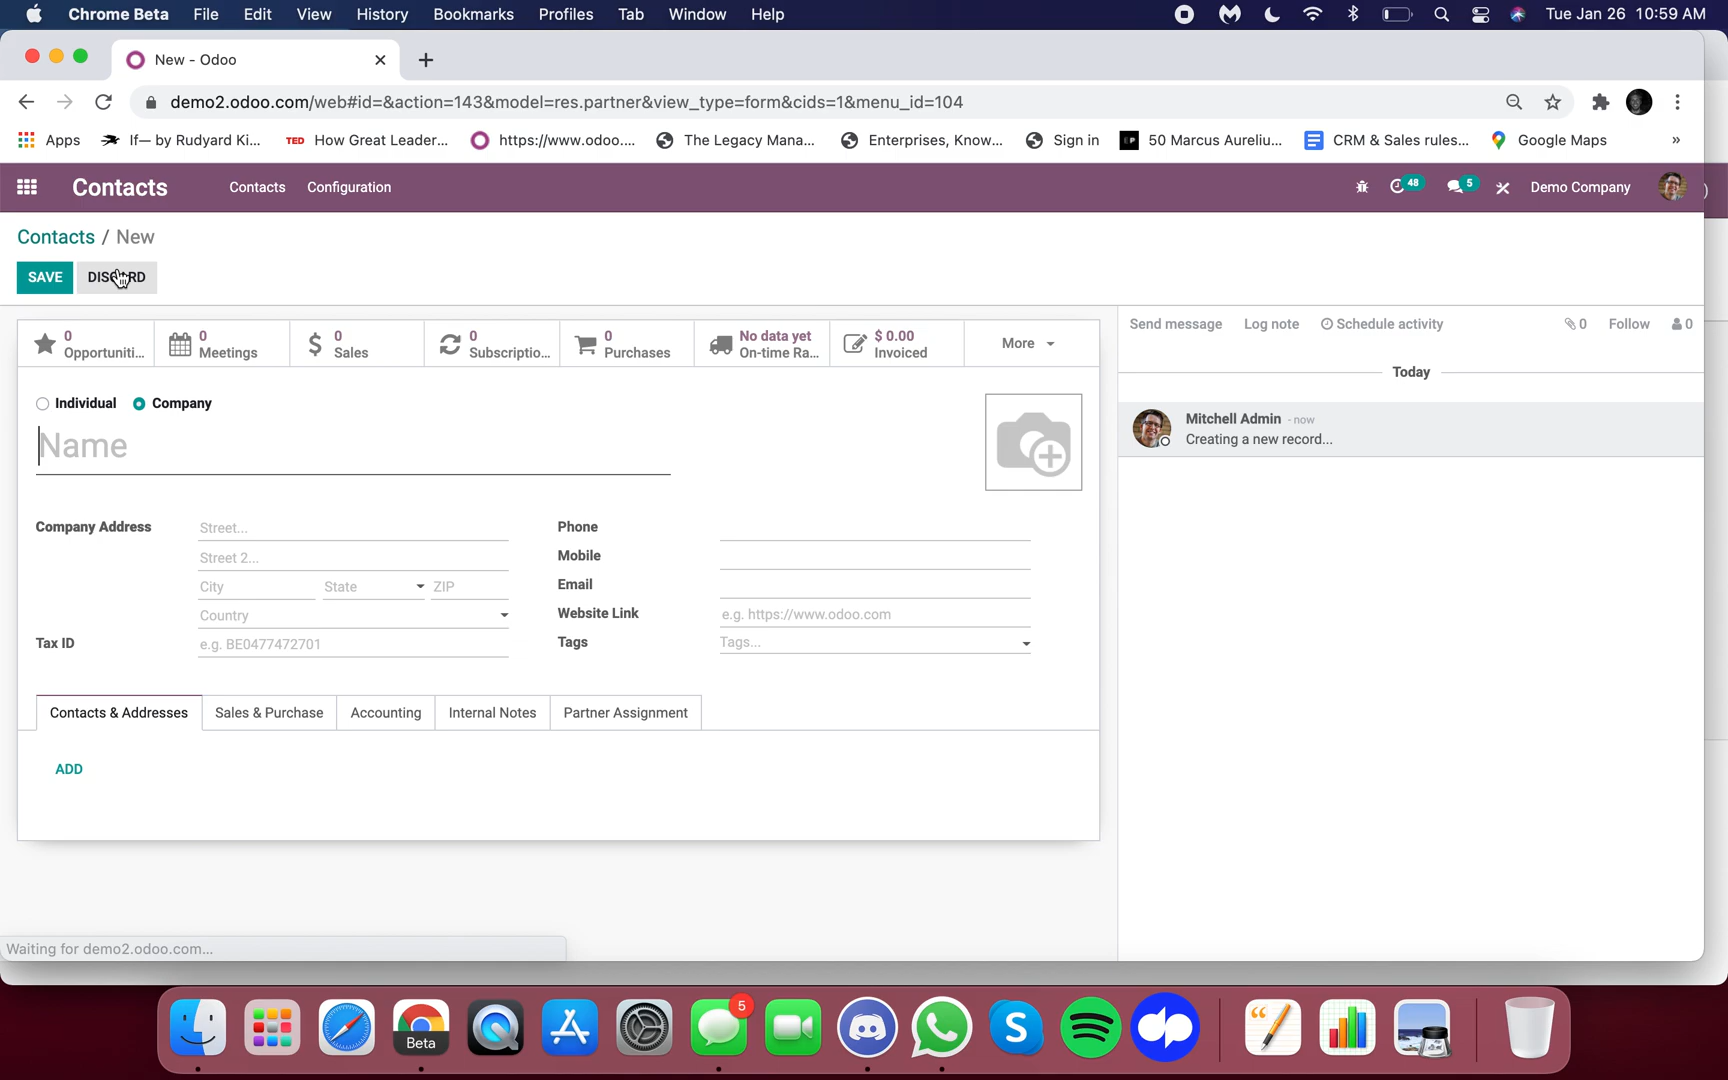 Chrome Beta File Edit View History Bookmarks Profiles Tab Window Help Tue Jan 26 10:59 AM
New - Odoo
demo2.odoo.com/web#id=&action=143&model=res.partner&view_type=form&cids=1&menu_id=104
Apps If— by Rudyard Ki... TED How Great Leader... https://www.odoo.... The Legacy Mana... Enterprises, Know... Sign in 50 Marcus Aureliu... CRM & Sales rules... Google Maps »
Contacts Contacts Configuration 48 5 Demo Company
Contacts / New
SAVE
Send message Log note Schedule activity 0 Follow 0
0 Opportuniti...
0 Meetings
0 Sales
0 Subscriptio...
0 Purchases
No data yet On-time Ra...
$ 0.00 Invoiced
More
Today
Individual Company
Mitchell Admin - now
Creating a new record...
Name
Company Address Street...
Street 2...
City State ZIP
Country
Tax ID e.g. BE0477472701
Phone
Mobile
Email
Website Link e.g. https://www.odoo.com
Tags Tags...
Contacts & Addresses Sales & Purchase Accounting Internal Notes Partner Assignment
ADD
Waiting for demo2.odoo.com...
5
Beta